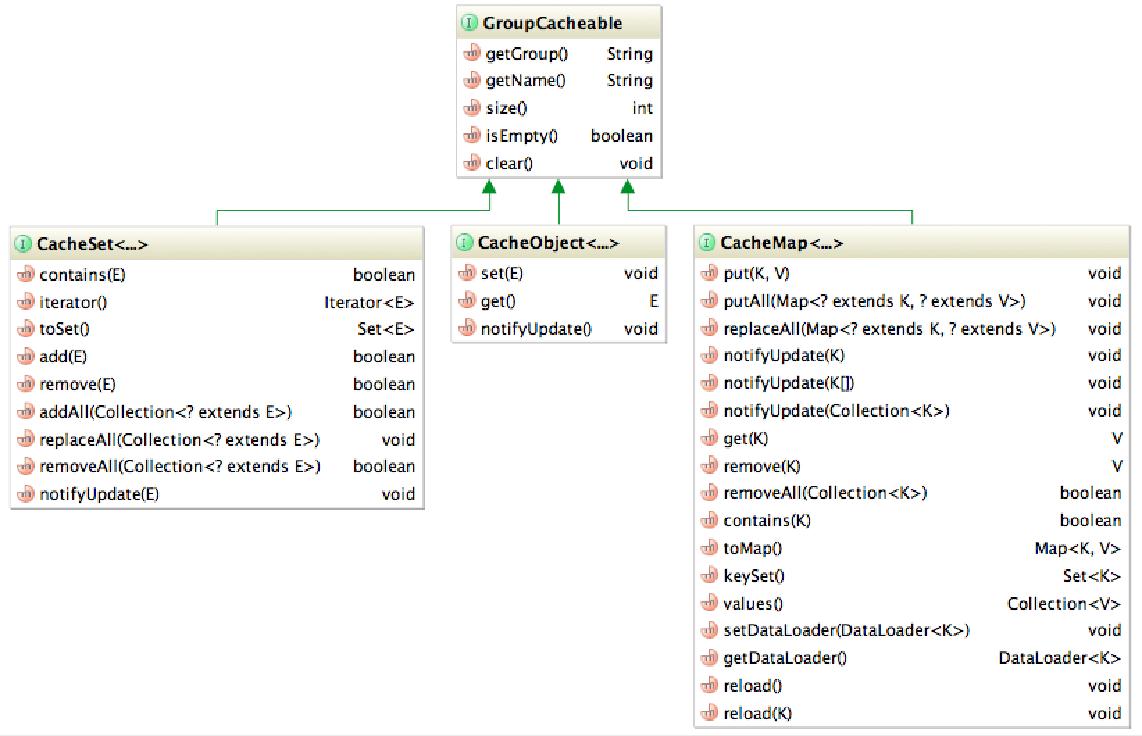 GroupCacheable
getGroup() String
getName() String
size() int
isEmpty() boolean
clear() void
CacheSet<...>
contains(E) boolean
iterator() Iterator<E>
toSet() Set<E>
add(E) boolean
remove(E) boolean
addAll(Collection<? extends E>) boolean
replaceAll(Collection<? extends E>) void
removeAll(Collection<? extends E>) boolean
notifyUpdate(E) void
CacheObject<...>
set(E) void
get() E
notifyUpdate() void
CacheMap<...>
put(K, V) void
putAll(Map<? extends K, ? extends V>) void
replaceAll(Map<? extends K, ? extends V>) void
notifyUpdate(K) void
notifyUpdate(K[]) void
notifyUpdate(Collection<K>) void
get(K) V
remove(K) V
removeAll(Collection<K>) boolean
contains(K) boolean
toMap() Map<K, V>
keySet() Set<K>
values() Collection<V>
setDataLoader(DataLoader<K>) void
getDataLoader() DataLoader<K>
reload() void
reload(K) void